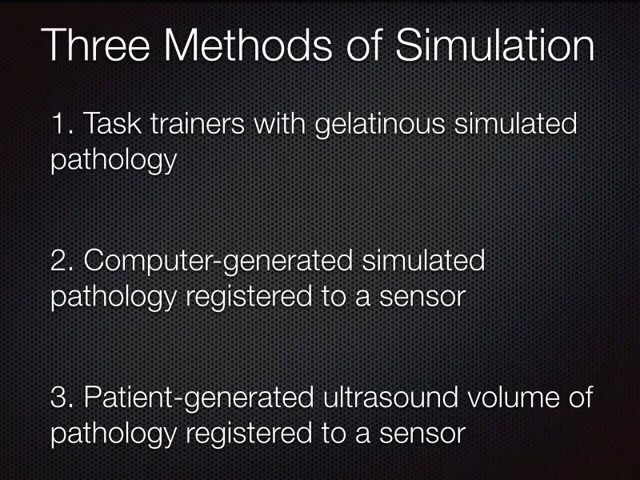 Three Methods of Simulation
1. Task trainers with gelatinous simulated
pathology
2. Computer-generated simulated
pathology registered to a sensor
3. Patient-generated ultrasound volume of
pathology registered to a sensor